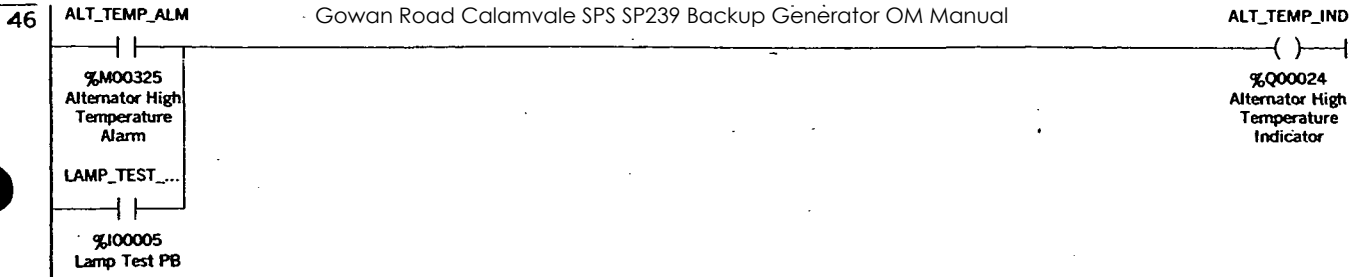 46
ALT_TEMP_ALM
Gowan Road Calamvale SPS SP239 Backup Generator OM Manual
ALT_TEMP_IND
%M00325
Alternator High
Temperature
Alarm
%Q00024
Alternator High
Temperature
Indicator
LAMP_TEST_...
%I00005
Lamp Test PB